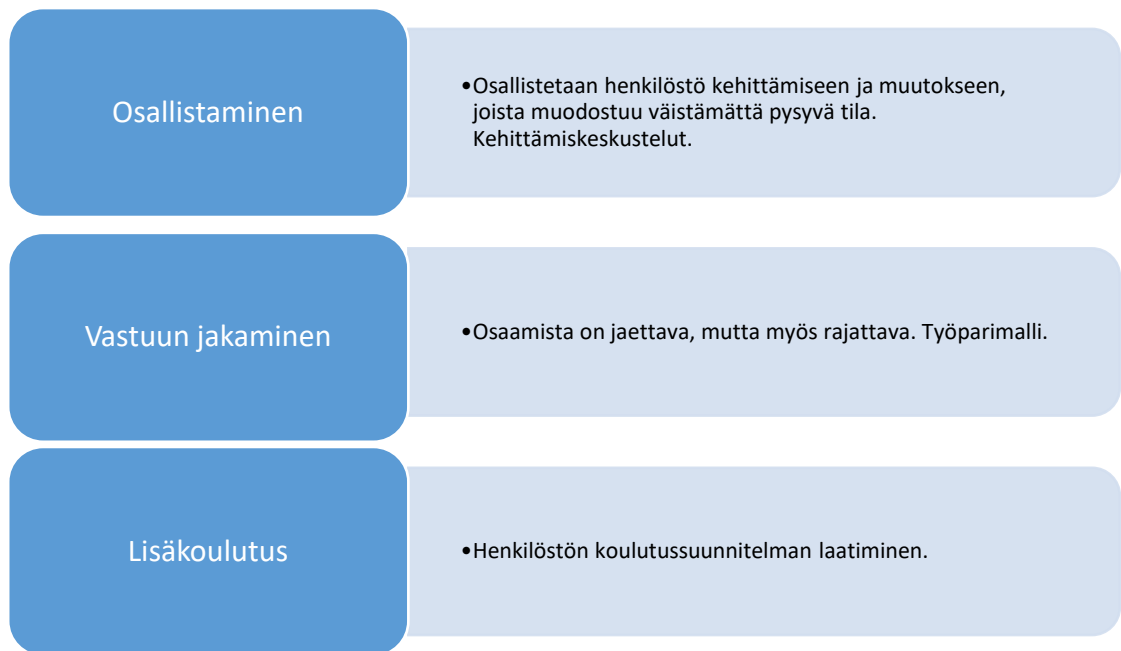 Osallistaminen
•Osallistetaan henkilöstö kehittämiseen ja muutokseen,
joista muodostuu väistämättä pysyvä tila.
Kehittämiskeskustelut.
Vastuun jakaminen
•Osaamista on jaettava, mutta myös rajattava. Työparimalli.
Lisäkoulutus
•Henkilöstön koulutussuunnitelman laatiminen.